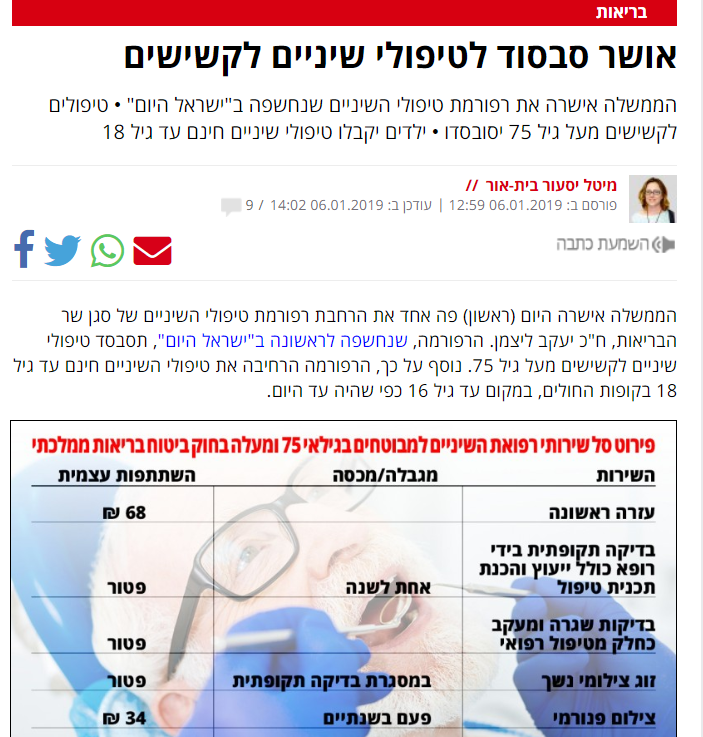 בריאות
אושר סבסוד לטיפולי שיניים לקשישים
הממשלה אישרה את רפורמת טיפולי השיניים שנחשפה ב"ישראל היום" • טיפולים
לקשישים מעל גיל 75 יסובסדו • ילדים יקבלו טיפולי שיניים חינם עד גיל 18
מיטל יסעור בית-אור //
פורסם ב: 06.01.2019 12:59 | עודכן ב: 06.01.2019 14:02 / 9
השמעת כתבה
הממשלה אישרה היום (ראשון) פה אחד את הרחבת רפורמת טיפולי השיניים של סגן שר
הבריאות, ח"כ יעקב ליצמן. הרפורמה, שנחשפה לראשונה ב"ישראל היום", תסבסד טיפולי
שיניים לקשישים מעל גיל 75. נוסף על כך, הרפורמה הרחיבה את טיפולי השיניים חינם עד גיל
18 בקופות החולים, במקום עד גיל 16 כפי שהיה עד היום.
פירוט סל שירותי רפואת השיניים למבוטחים בגילאי 75 ומעלה בחוק ביטוח בריאות ממלכתי
השירות מגבלה/מכסה השתתפות עצמית
עזרה ראשונה 68 ₪
בדיקה תקופתית בידי
רופא כולל ייעוץ והכנת
תכנית טיפול אחת לשנה פטור
בדיקות שגרה ומעקב
כחלק מטיפול רפואי פטור
זוג צילומי נשך במסגרת בדיקה תקופתית פטור
צילום פנורמי פעם בשנתיים 34 ₪